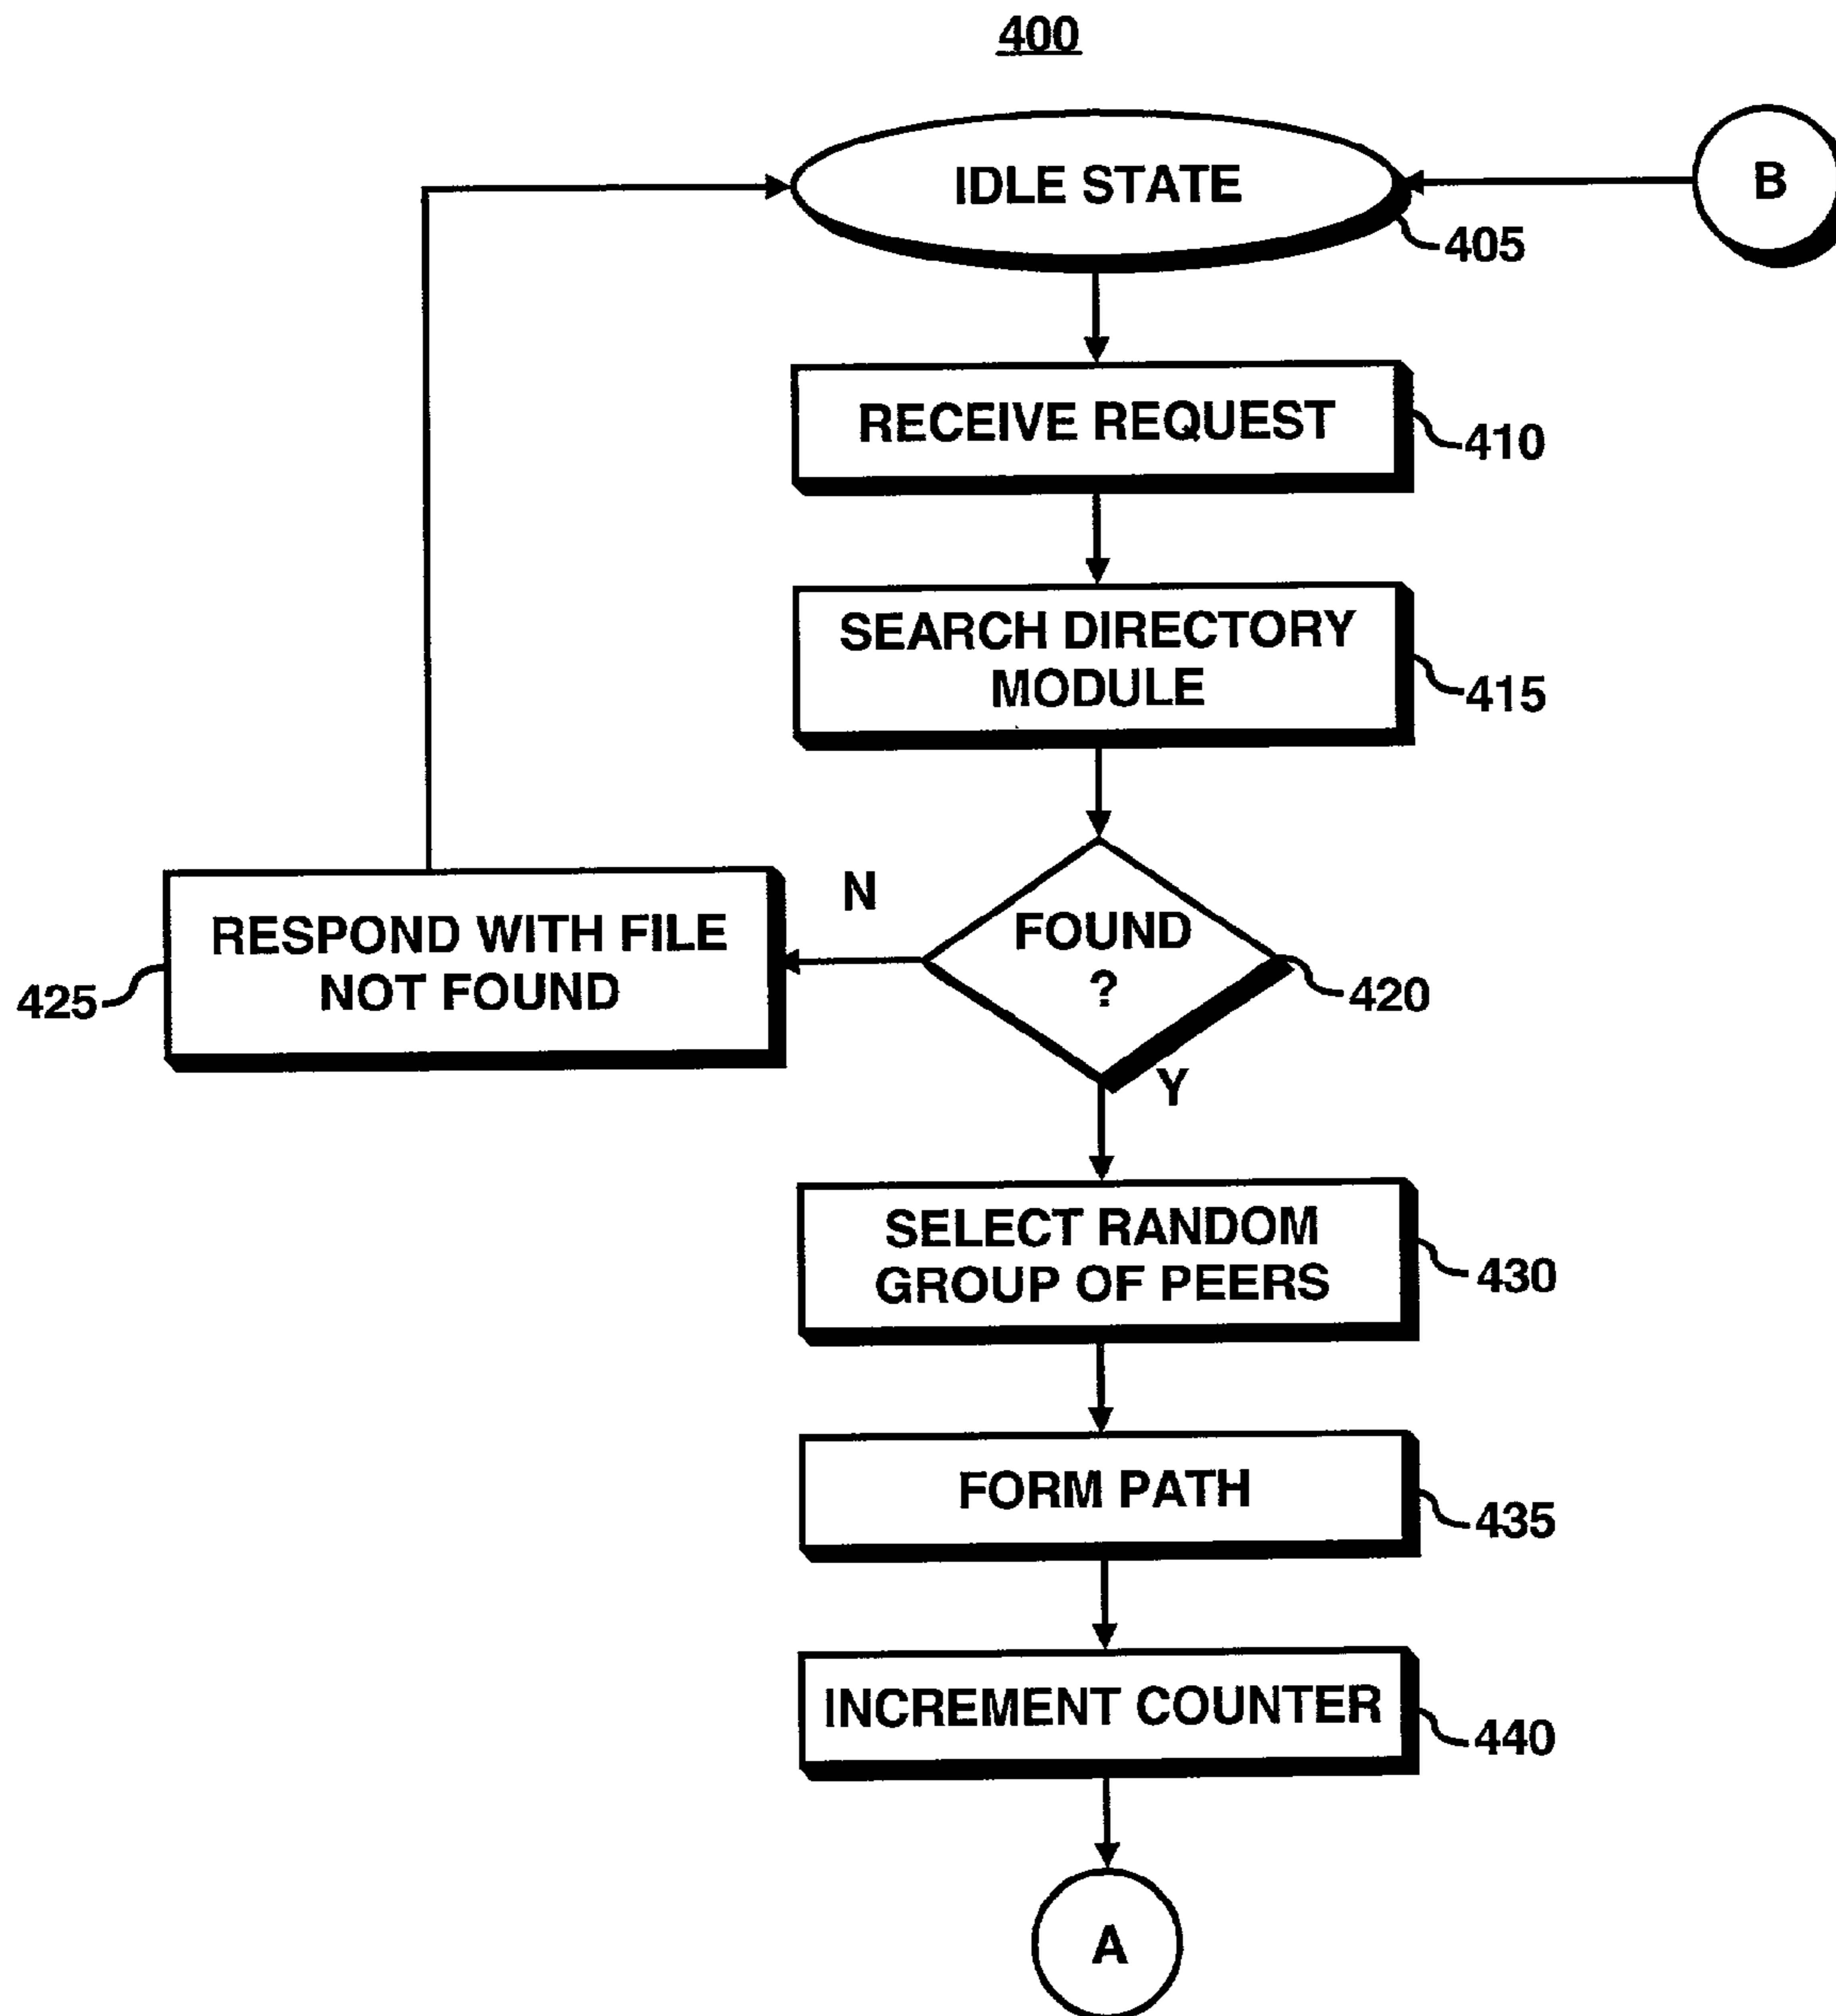 400
IDLE STATE
B
405
RECEIVE REQUEST
410
SEARCH DIRECTORY
MODULE
415
N
FOUND
?
420
RESPOND WITH FILE
NOT FOUND
425
Y
SELECT RANDOM
GROUP OF PEERS
430
FORM PATH
435
INCREMENT COUNTER
440
A